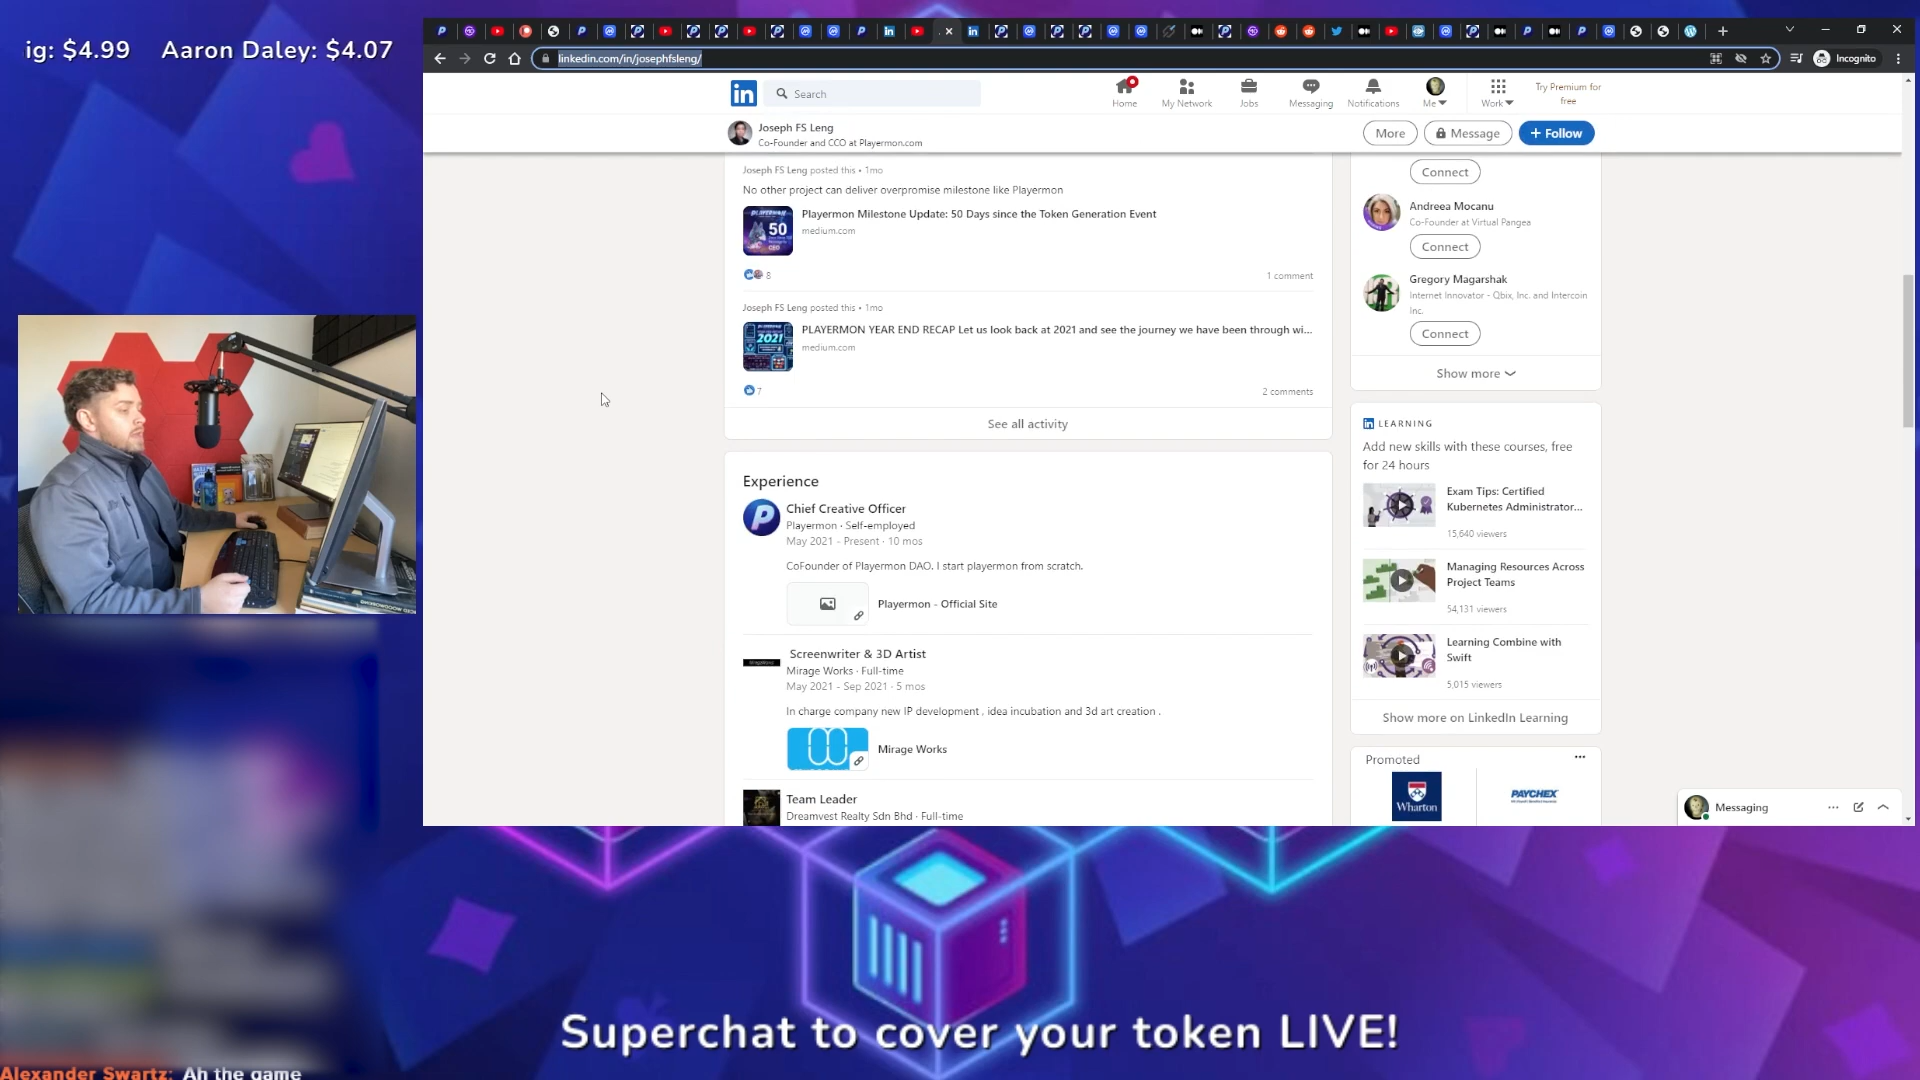 ig: $4.99 Aaron Daley: $4.07
linkedin.com/in/josephfsleng/
Incognito
in
Search
Home
My Network
Jobs
Messaging
Notifications
Me
Work
Try Premium for
free
Joseph FS Leng
Co-Founder and CCO at Playermon.com
More
Message
+ Follow
Joseph FS Leng posted this • 1mo
No other project can deliver overpromise milestone like Playermon
PLAYERMON
50
Playermon Milestone Update: 50 Days since the Token Generation Event
medium.com
8
1 comment
Joseph FS Leng posted this • 1mo
2021
PLAYERMON YEAR END RECAP Let us look back at 2021 and see the journey we have been through wi...
medium.com
7
2 comments
See all activity
Experience
P
Chief Creative Officer
Playermon · Self-employed
May 2021 - Present · 10 mos
CoFounder of Playermon DAO. I start playermon from scratch.
Playermon - Official Site
Screenwriter & 3D Artist
Mirage Works · Full-time
May 2021 - Sep 2021 · 5 mos
In charge company new IP development , idea incubation and 3d art creation .
Mirage Works
Team Leader
Dreamvest Realty Sdn Bhd · Full-time
Connect
Andreea Mocanu
Co-Founder at Virtual Pangea
Connect
Gregory Magarshak
Internet Innovator - Qbix, Inc. and Intercoin
Inc.
Connect
Show more
in LEARNING
Add new skills with these courses, free
for 24 hours
Exam Tips: Certified
Kubernetes Administrator...
15,640 viewers
Managing Resources Across
Project Teams
54,131 viewers
Learning Combine with
Swift
5,015 viewers
Show more on LinkedIn Learning
Promoted
Wharton
PAYCHEX
Messaging
Superchat to cover your token LIVE!
Alexander Swartz: Ah the game